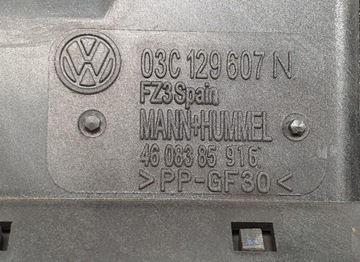 03C 129 607 N
FZ3 Spain
MANN+HUMMEL
46 083 85 916
>PP-GF30<